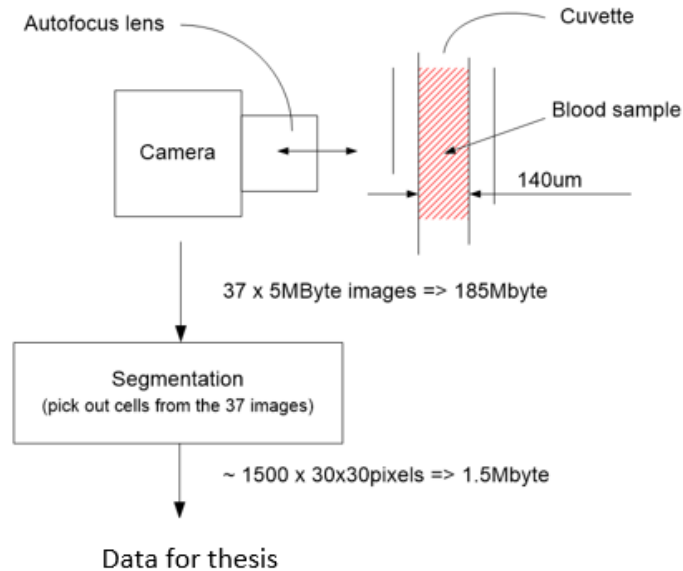 Autofocus lens
Cuvette
Camera
Blood sample
140um
37 x 5MByte images => 185Mbyte
Segmentation
(pick out cells from the 37 images)
~ 1500 x 30x30pixels => 1.5Mbyte
Data for thesis